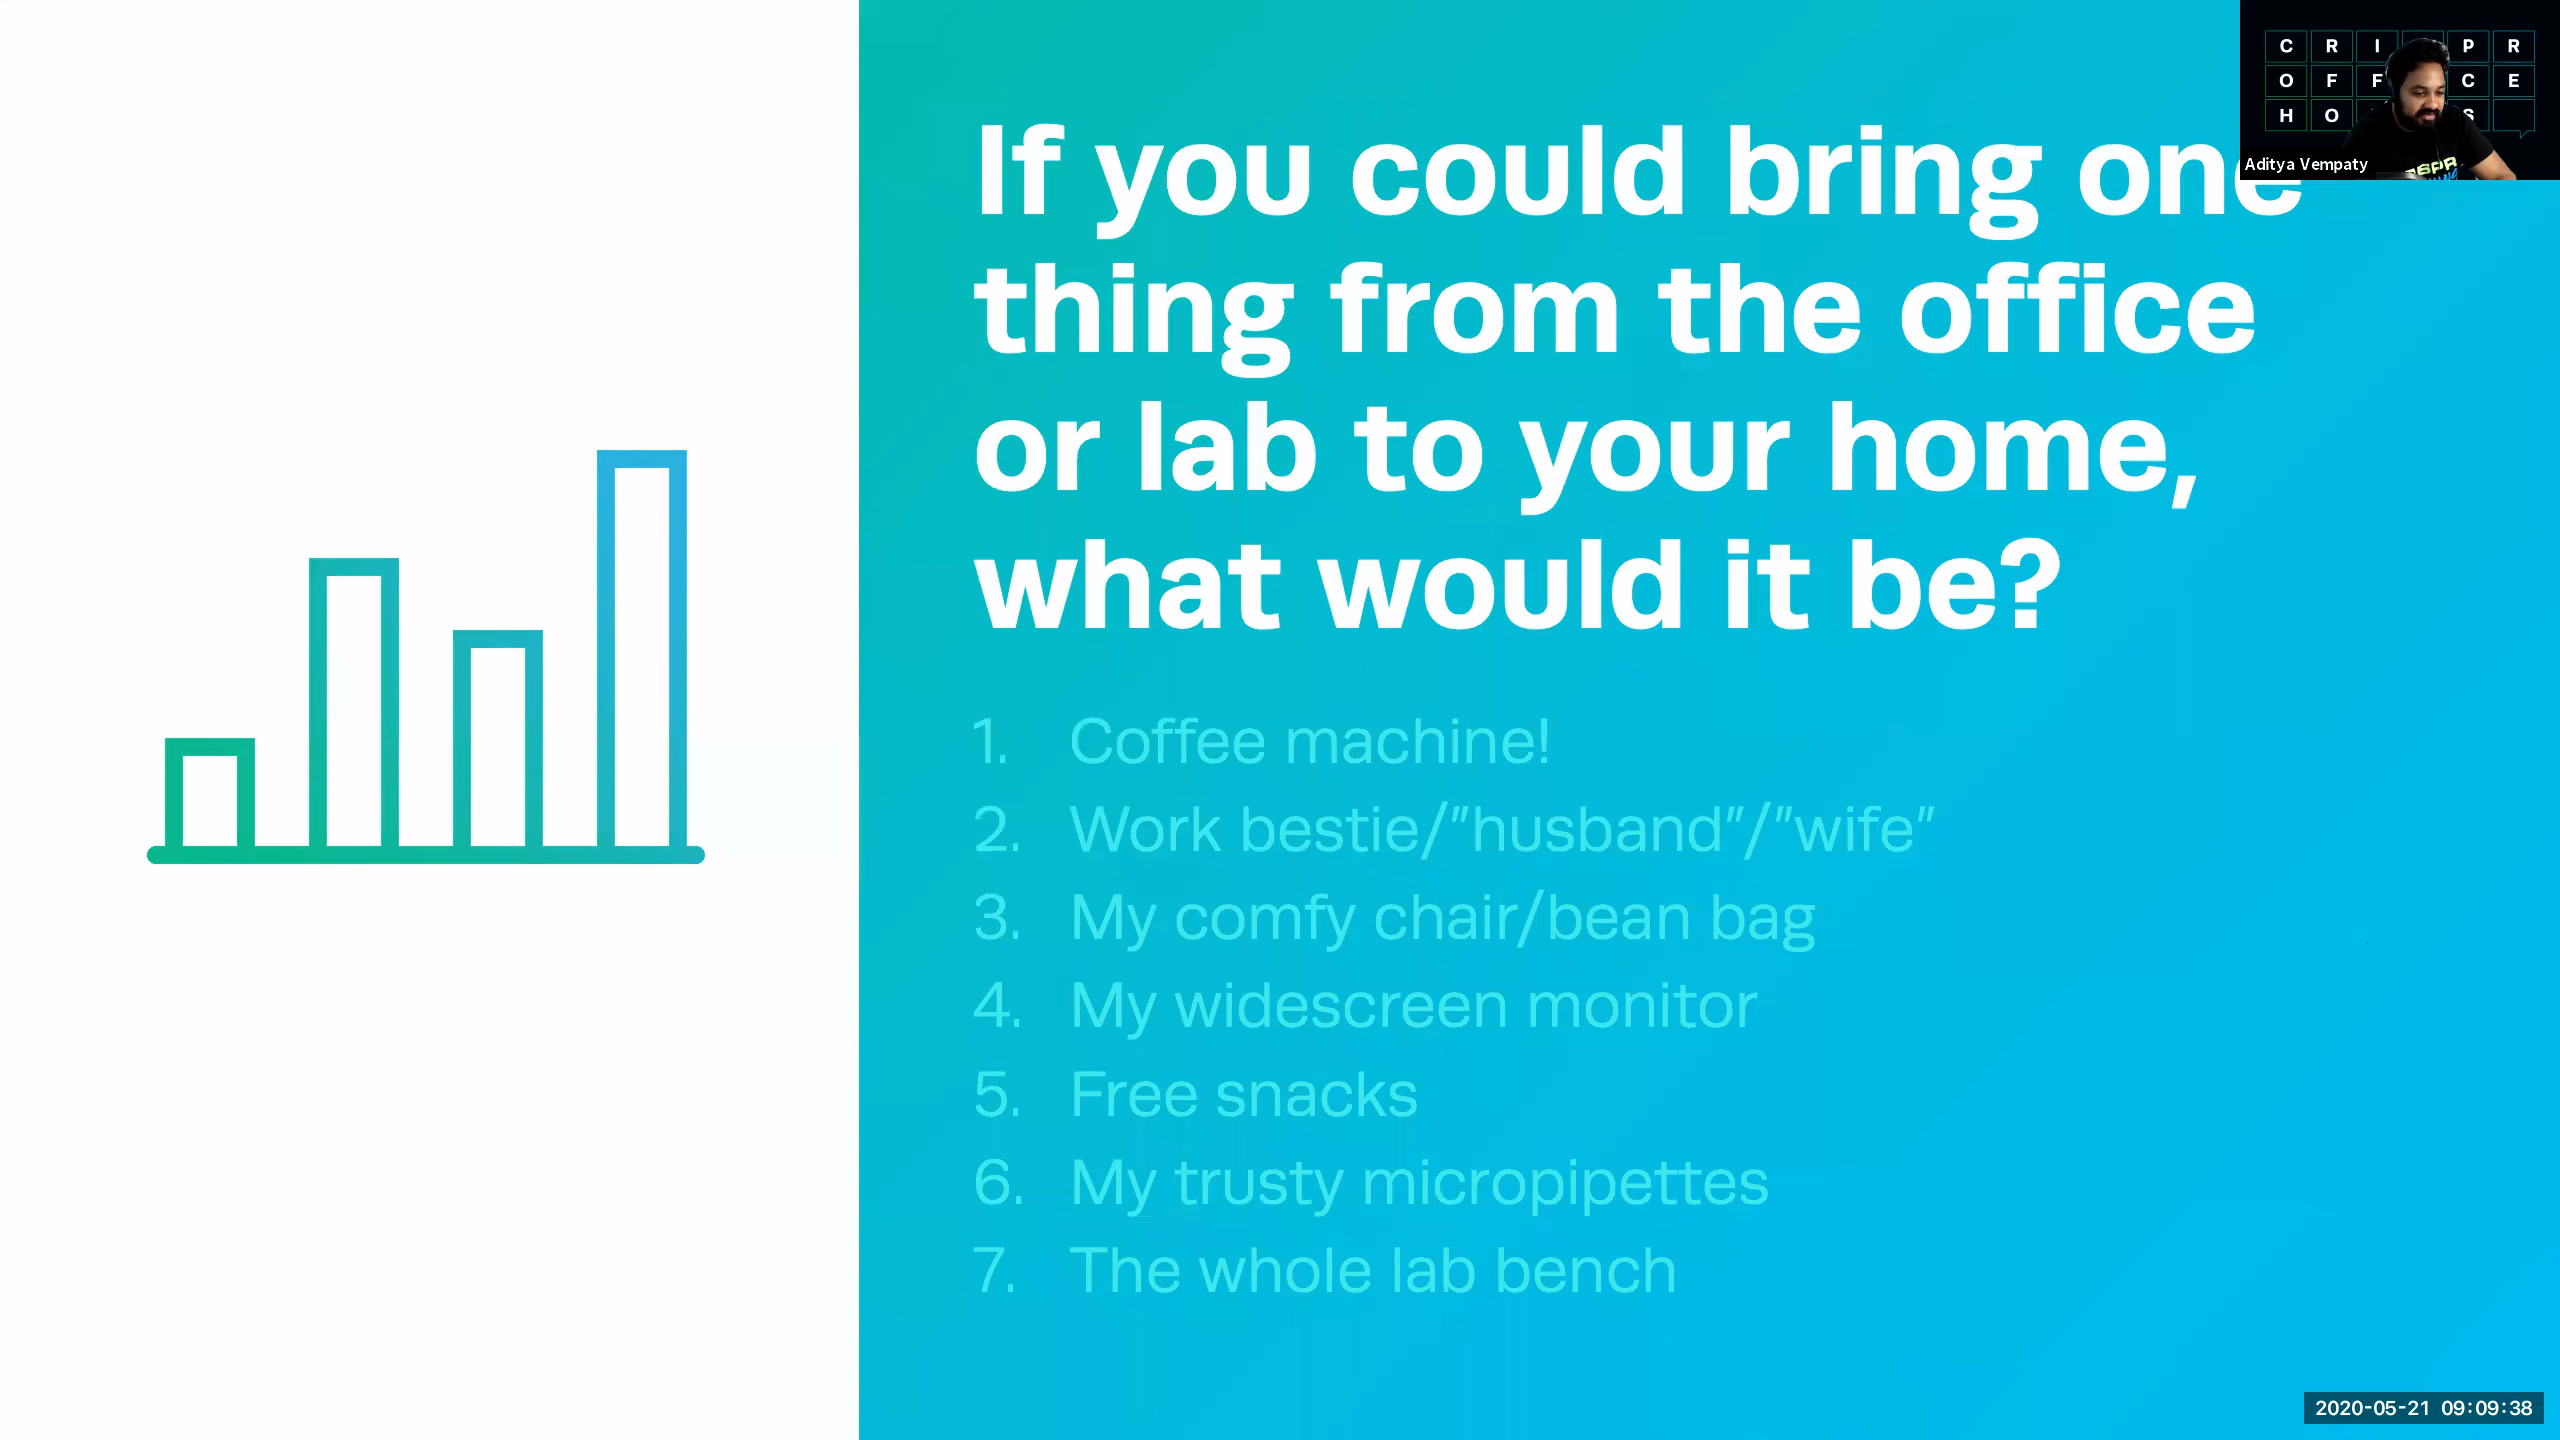 C R I P R
O F F C E
H O S
Aditya Vempaty
If you could bring one
thing from the office
or lab to your home,
what would it be?
1. Coffee machine!
2. Work bestie/"husband"/"wife"
3. My comfy chair/bean bag
4. My widescreen monitor
5. Free snacks
6. My trusty micropipettes
7. The whole lab bench
2020-05-21 09:09:38